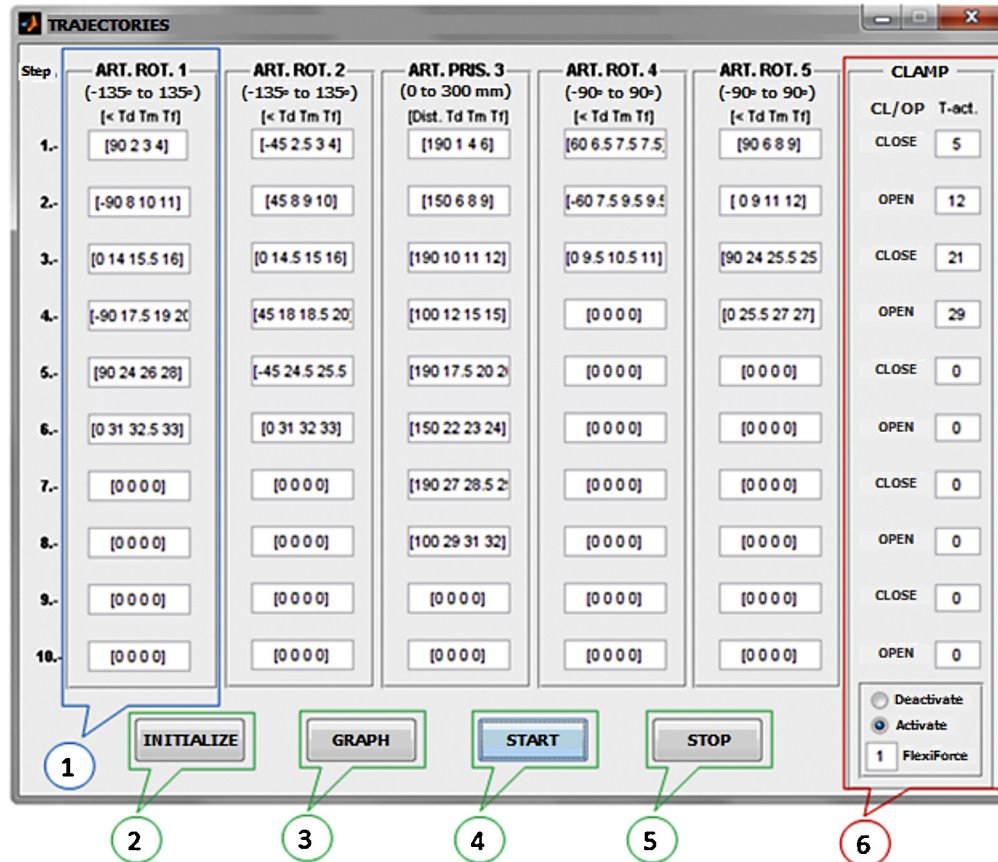 TRAJECTORIES
Step ART. ROT. 1 ART. ROT. 2 ART. PRIS. 3 ART. ROT. 4 ART. ROT. 5 CLAMP
(-135º to 135º) (-135º to 135º) (0 to 300 mm) (-90º to 90º) (-90º to 90º)
[< Td Tm Tf] [< Td Tm Tf] [Dist. Td Tm Tf] [< Td Tm Tf] [< Td Tm Tf] CL/OP T-act.
1.- [90 2 3 4] [-45 2.5 3 4] [190 1 4 6] [60 6.5 7.5 7.5] [90 6 8 9] CLOSE 5
2.- [-90 8 10 11] [45 8 9 10] [150 6 8 9] [-60 7.5 9.5 9.5 [ 0 9 11 12] OPEN 12
3.- [0 14 15.5 16] [0 14.5 15 16] [190 10 11 12] [0 9.5 10.5 11] [90 24 25.5 25 CLOSE 21
4.- [-90 17.5 19 20 [45 18 18.5 20] [100 12 15 15] [0 0 0 0] [0 25.5 27 27] OPEN 29
5.- [90 24 26 28] [-45 24.5 25.5 [190 17.5 20 20 [0 0 0 0] [0 0 0 0] CLOSE 0
6.- [0 31 32.5 33] [0 31 32 33] [150 22 23 24] [0 0 0 0] [0 0 0 0] OPEN 0
7.- [0 0 0 0] [0 0 0 0] [190 27 28.5 29 [0 0 0 0] [0 0 0 0] CLOSE 0
8.- [0 0 0 0] [0 0 0 0] [100 29 31 32] [0 0 0 0] [0 0 0 0] OPEN 0
9.- [0 0 0 0] [0 0 0 0] [0 0 0 0] [0 0 0 0] [0 0 0 0] CLOSE 0
10.- [0 0 0 0] [0 0 0 0] [0 0 0 0] [0 0 0 0] [0 0 0 0] OPEN 0
Deactivate
Activate
1 FlexiForce
INITIALIZE GRAPH START STOP
1
2 3 4 5 6